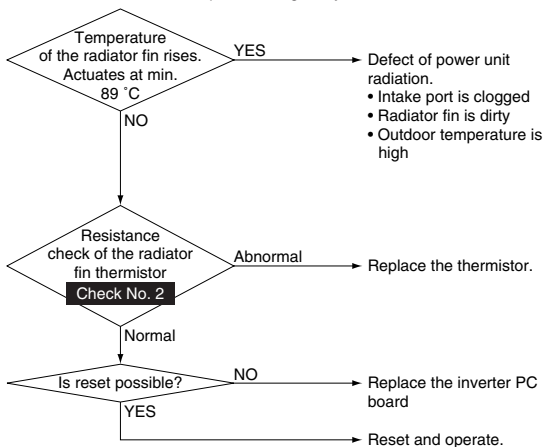 Temperature
of the radiator fin rises.
Actuates at min.
89 ˚C
YES
Defect of power unit
radiation.
• Intake port is clogged
• Radiator fin is dirty
• Outdoor temperature is
high
NO
Resistance
check of the radiator
fin thermistor
Check No. 2
Abnormal
Replace the thermistor.
Normal
Is reset possible?
NO
Replace the inverter PC
board
YES
Reset and operate.